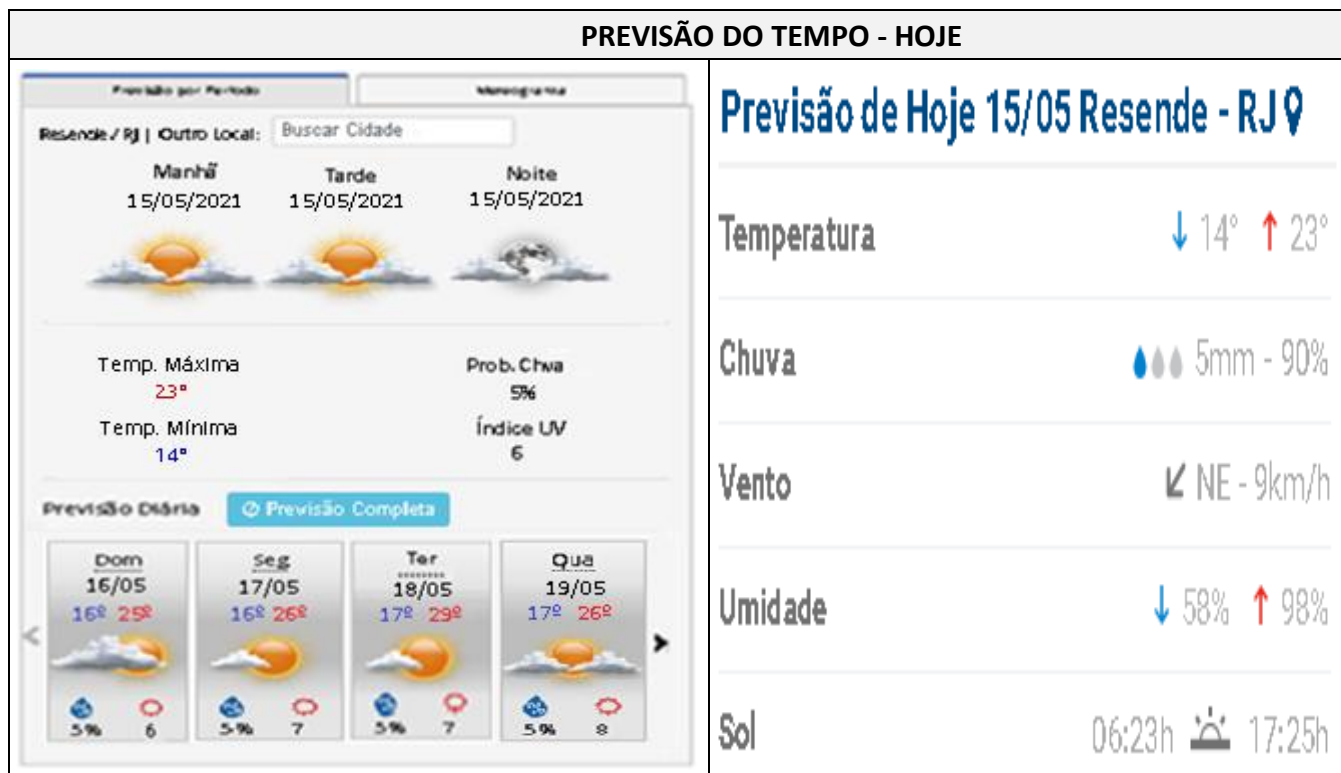 PREVISÃO DO TEMPO - HOJE
Previsão por Período
Meteograma
Resende / RJ | Outro Local: Buscar Cidade
Manhã Tarde Noite
15/05/2021 15/05/2021 15/05/2021
Temp. Máxima Prob. Chva
23° 5%
Temp. Mínima Índice UV
14° 6
Previsão Diária Previsão Completa
Dom Seg Ter Qua
16/05 17/05 18/05 19/05
16º 25º 16º 26º 17º 29º 17º 26º
5% 6 5% 7 5% 7 5% 8
Previsão de Hoje 15/05 Resende - RJ
Temperatura ↓ 14° ↑ 23°
Chuva 5mm - 90%
Vento NE - 9km/h
Umidade ↓ 58% ↑ 98%
Sol 06:23h 17:25h